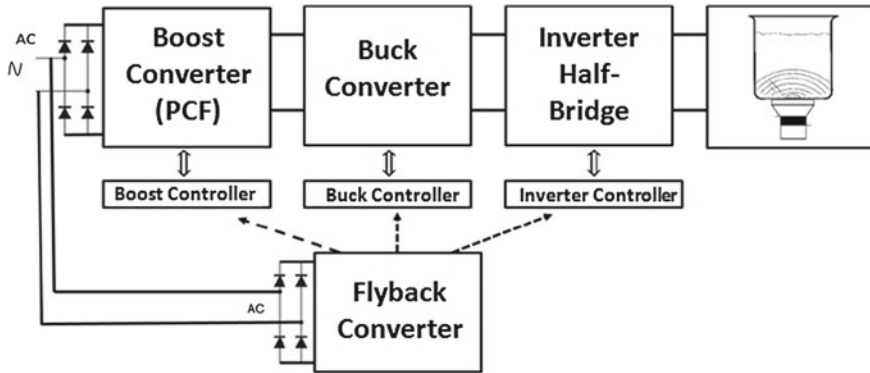 AC
N
Boost
Converter
(PCF)
Buck
Converter
Inverter
Half-
Bridge
Boost Controller
Buck Controller
Inverter Controller
AC
Flyback
Converter